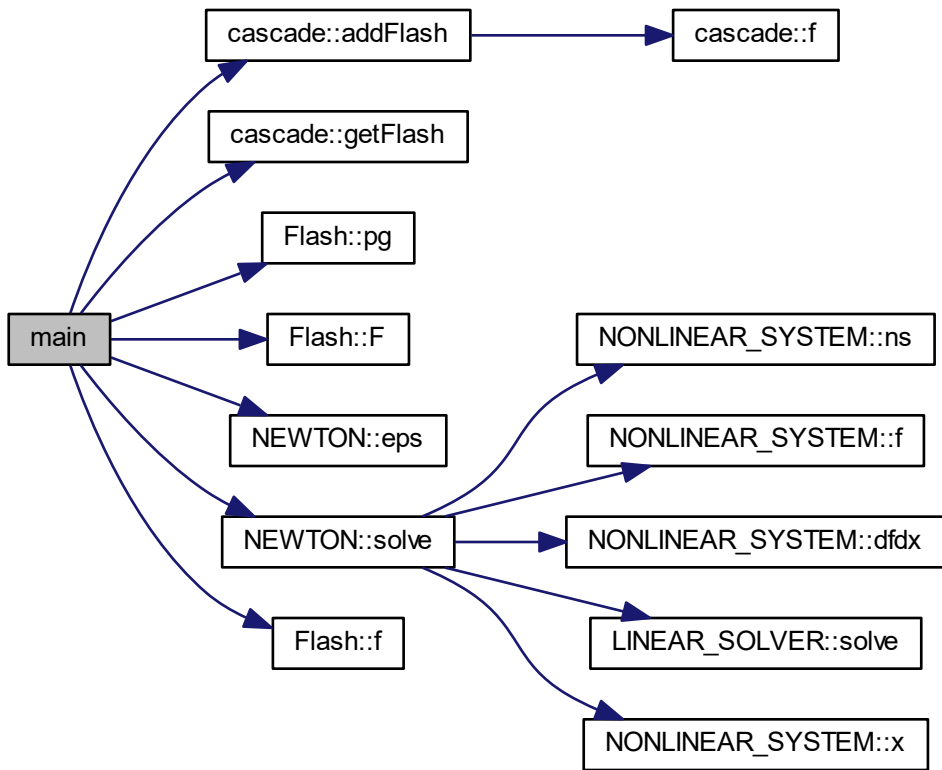 cascade::addFlash
cascade::f
cascade::getFlash
Flash::pg
main
Flash::F
NONLINEAR_SYSTEM::ns
NEWTON::eps
NONLINEAR_SYSTEM::f
NEWTON::solve
NONLINEAR_SYSTEM::dfdx
Flash::f
LINEAR_SOLVER::solve
NONLINEAR_SYSTEM::x